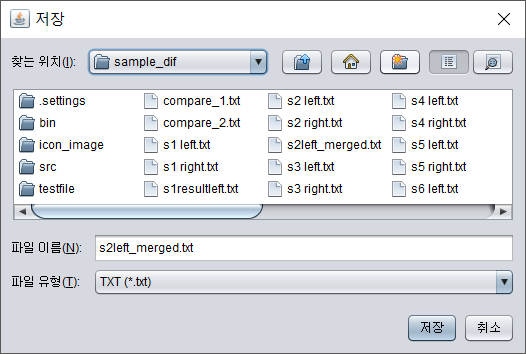 저장
찾는 위치(I): sample_dif
.settings compare_1.txt s2 left.txt s4 left.txt
bin compare_2.txt s2 right.txt s4 right.txt
icon_image s1 left.txt s2left_merged.txt s5 left.txt
src s1 right.txt s3 left.txt s5 right.txt
testfile s1resultleft.txt s3 right.txt s6 left.txt
파일 이름(N): s2left_merged.txt
파일 유형(T): TXT (*.txt)
저장 취소